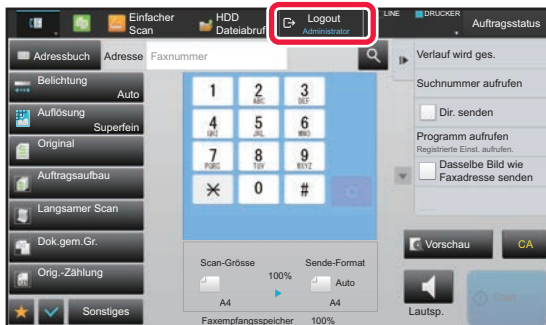 Einfacher
Scan
HDD
Dateiabruf
Logout
Administrator
LINE
DRUCKER
Auftragsstatus
Adressbuch
Adresse
Faxnummer
Verlauf wird ges.
Belichtung
Auto
Suchnummer aufrufen
Auflösung
Superfein
Dir. senden
Original
Programm aufrufen
Registrierte Einst. aufrufen.
Auftragsaufbau
Dasselbe Bild wie
Faxadresse senden
Langsamer Scan
Dok.gem.Gr.
Orig.-Zählung
Sonstiges
1 2 3
ABC DEF
4 5 6
GHI JKL MNO
7 8 9
PQRS TUV WXYZ
0 #
Scan-Grösse
Sende-Format
100%
Auto
A4
A4
Faxempfangsspeicher 100%
Vorschau
CA
Lautsp.
Start